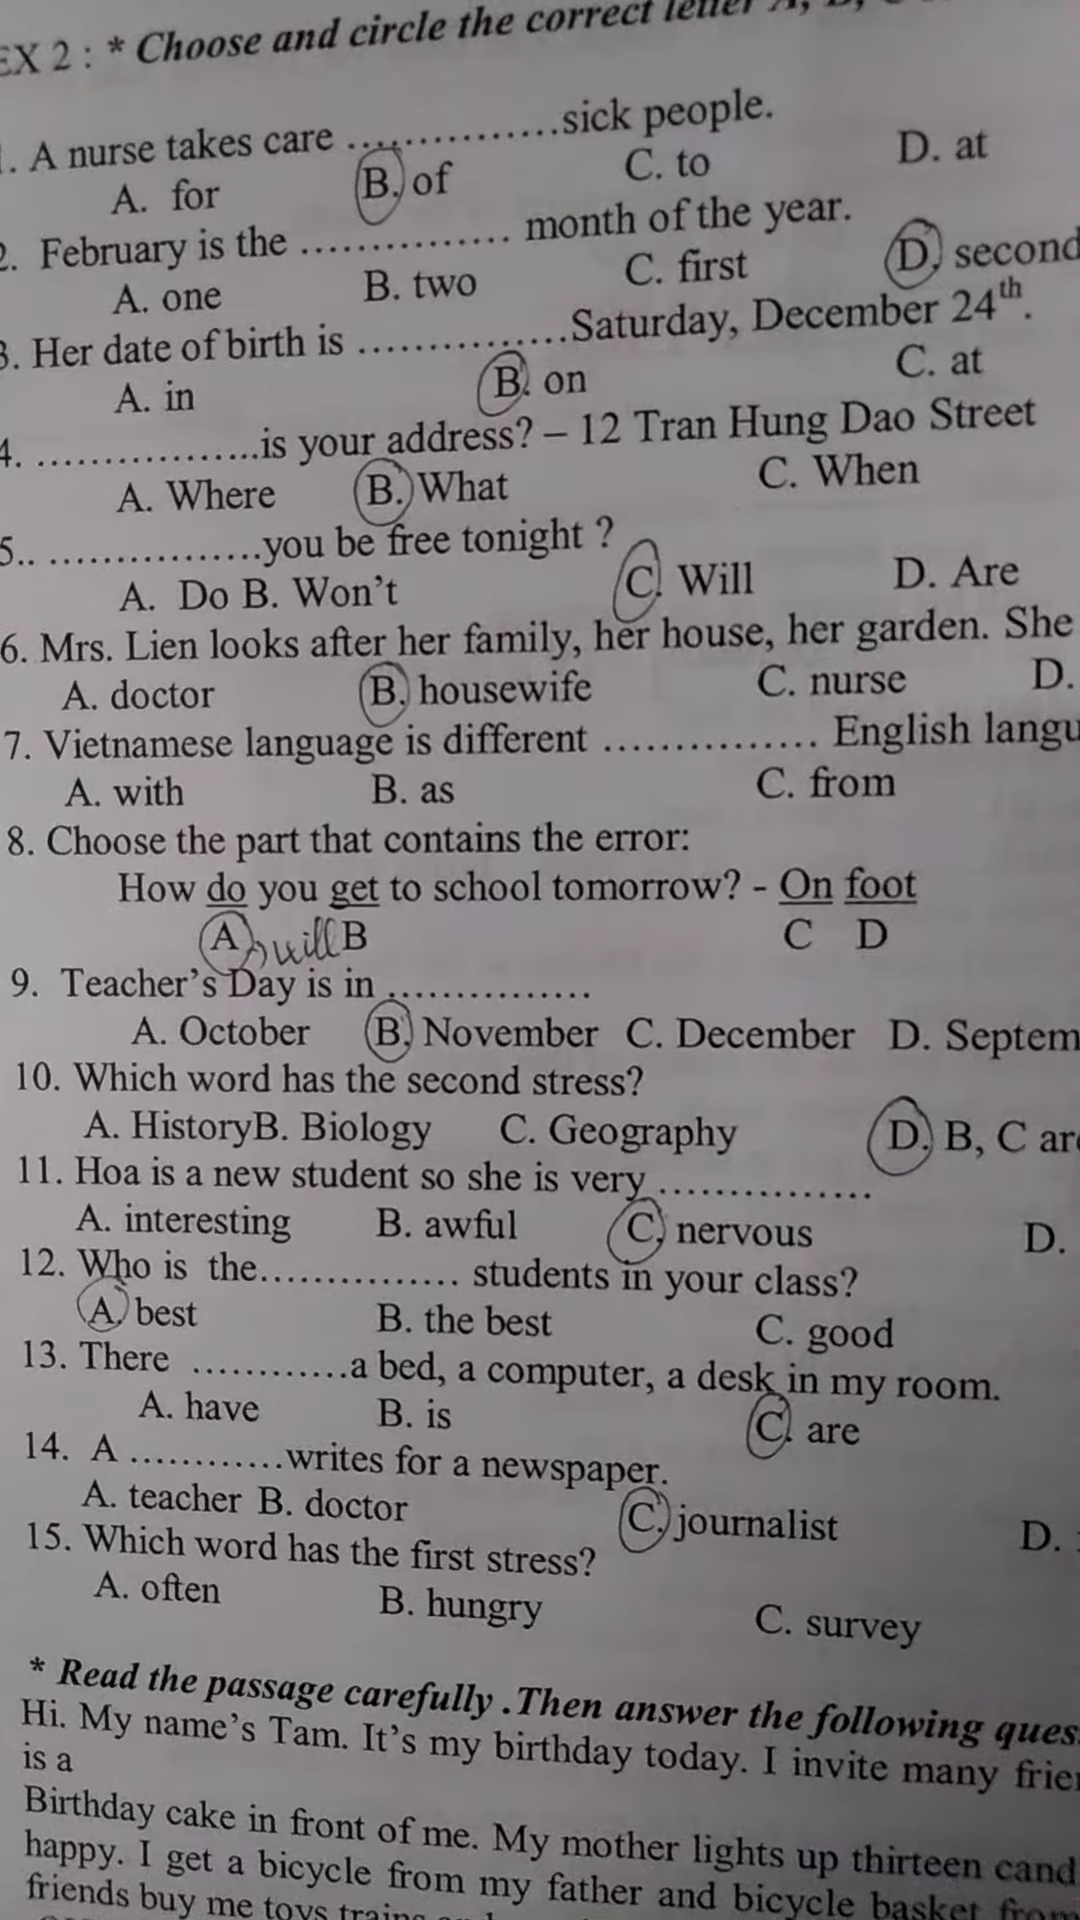 EX 2 : * Choose and circle the correct letter A, B, C
1. A nurse takes care ................sick people.
A. for B. of C. to D. at
2. February is the ............... month of the year.
A. one B. two C. first D. second
3. Her date of birth is ...............Saturday, December 24th.
A. in B. on C. at
4. ................is your address? – 12 Tran Hung Dao Street
A. Where B. What C. When
5.. ................you be free tonight ?
A. Do B. Won't C. Will D. Are
6. Mrs. Lien looks after her family, her house, her garden. She
A. doctor B. housewife C. nurse D.
7. Vietnamese language is different ............... English langu
A. with B. as C. from
8. Choose the part that contains the error:
How do you get to school tomorrow? - On foot
A will B C D
9. Teacher's Day is in ...............
A. October B. November C. December D. Septem
10. Which word has the second stress?
A. HistoryB. Biology C. Geography D. B, C are
11. Hoa is a new student so she is very ...............
A. interesting B. awful C. nervous D.
12. Who is the............... students in your class?
A. best B. the best C. good
13. There ............a bed, a computer, a desk in my room.
A. have B. is C. are
14. A ............writes for a newspaper.
A. teacher B. doctor C. journalist D.
15. Which word has the first stress?
A. often B. hungry C. survey
* Read the passage carefully .Then answer the following ques
Hi. My name's Tam. It's my birthday today. I invite many frien
is a
Birthday cake in front of me. My mother lights up thirteen cand
happy. I get a bicycle from my father and bicycle basket from
friends buy me toys trains